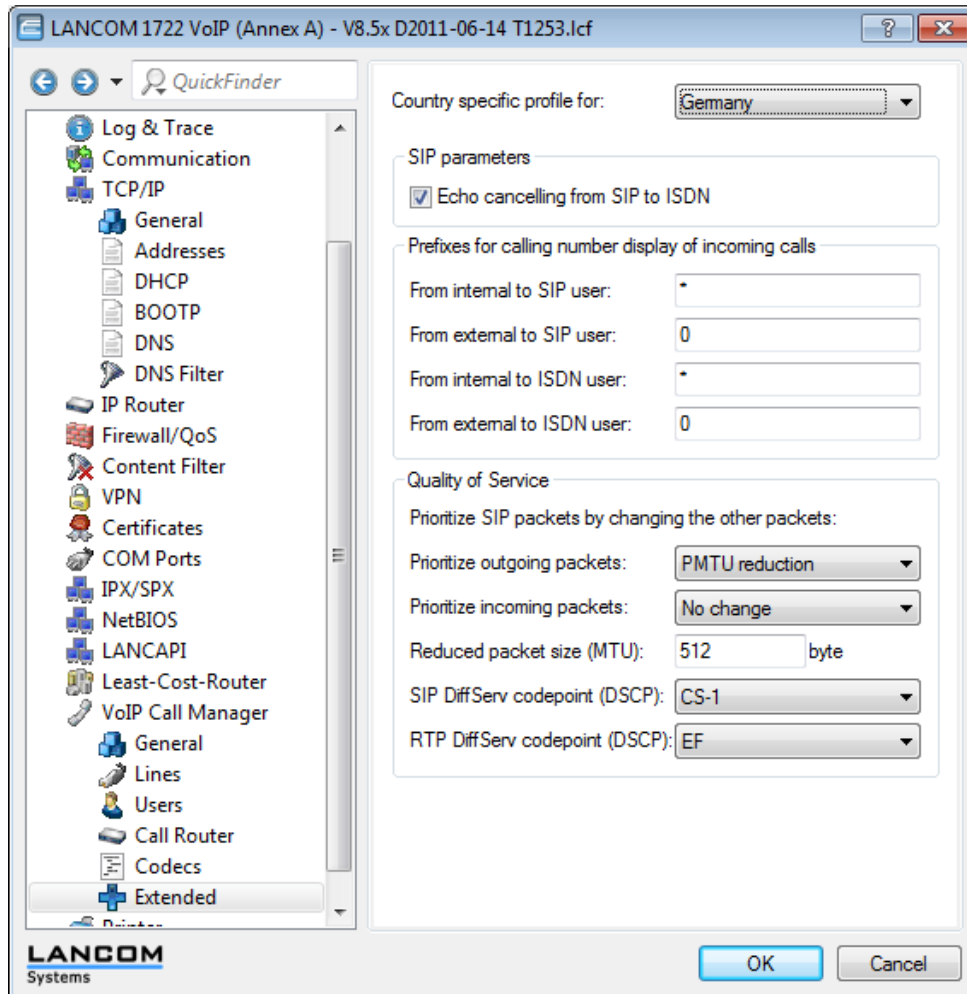 LANCOM 1722 VoIP (Annex A) - V8.5x D2011-06-14 T1253.lcf
QuickFinder
Log & Trace
Communication
TCP/IP
General
Addresses
DHCP
BOOTP
DNS
DNS Filter
IP Router
Firewall/QoS
Content Filter
VPN
Certificates
COM Ports
IPX/SPX
NetBIOS
LANCAPI
Least-Cost-Router
VoIP Call Manager
General
Lines
Users
Call Router
Codecs
Extended
Printer
Country specific profile for: Germany
SIP parameters
Echo cancelling from SIP to ISDN
Prefixes for calling number display of incoming calls
From internal to SIP user: *
From external to SIP user: 0
From internal to ISDN user: *
From external to ISDN user: 0
Quality of Service
Prioritize SIP packets by changing the other packets:
Prioritize outgoing packets: PMTU reduction
Prioritize incoming packets: No change
Reduced packet size (MTU): 512 byte
SIP DiffServ codepoint (DSCP): CS-1
RTP DiffServ codepoint (DSCP): EF
LANCOM
Systems
OK Cancel